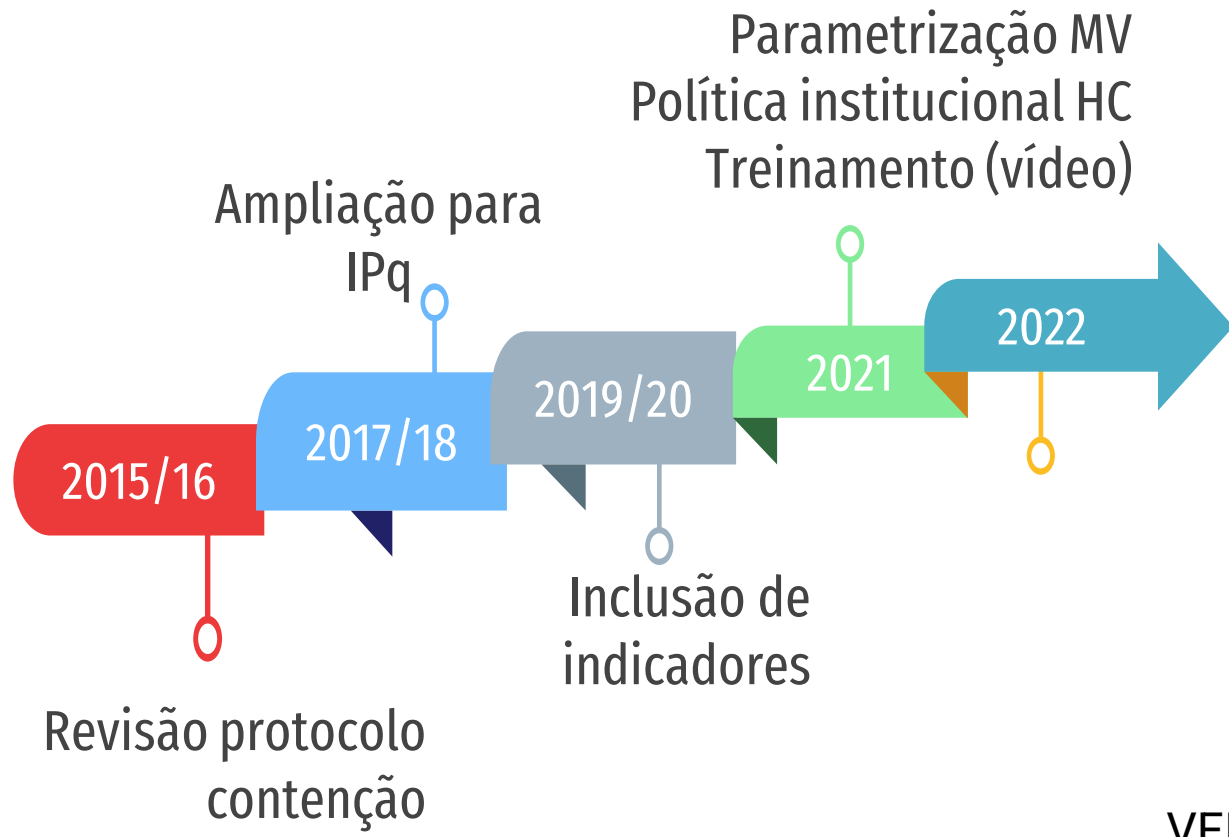 Parametrização MV
Política institucional HC
Treinamento (vídeo)
Ampliação para
IPq
2022
2021
2019/20
2017/18
2015/16
Inclusão de
indicadores
Revisão protocolo
contenção